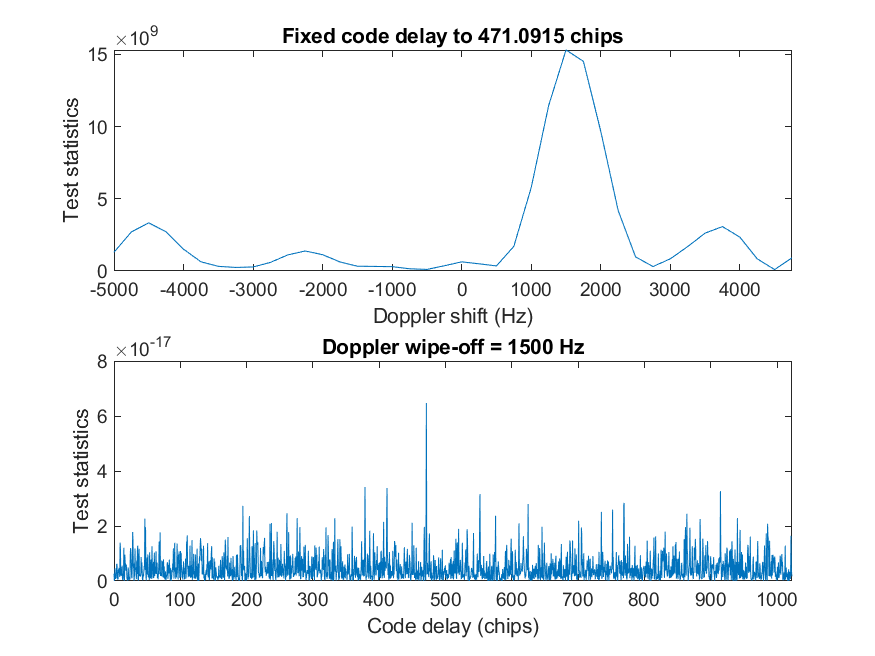 ×10^9
Fixed code delay to 471.0915 chips
15
10
5
0
Test statistics
-5000 -4000 -3000 -2000 -1000 0 1000 2000 3000 4000
Doppler shift (Hz)
×10^-17
Doppler wipe-off = 1500 Hz
8
6
4
2
0
Test statistics
0 100 200 300 400 500 600 700 800 900 1000
Code delay (chips)